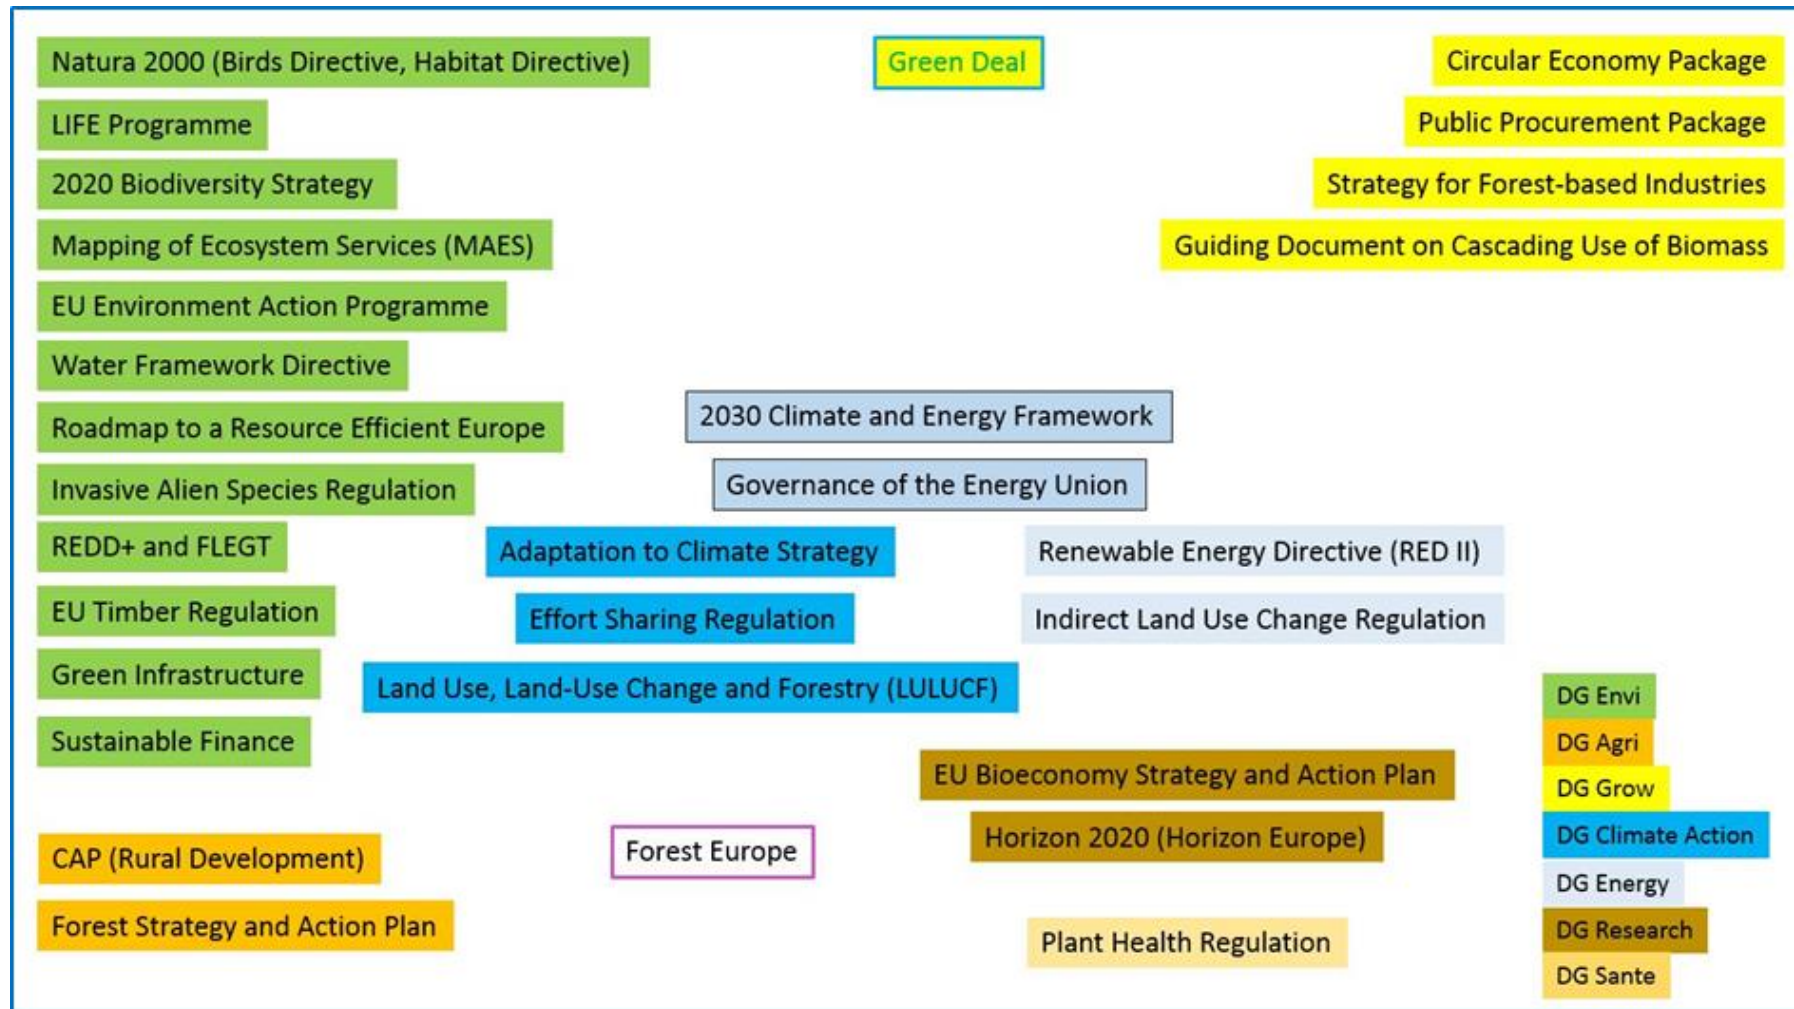 Natura 2000 (Birds Directive, Habitat Directive)
Green Deal
Circular Economy Package
LIFE Programme
Public Procurement Package
2020 Biodiversity Strategy
Strategy for Forest-based Industries
Mapping of Ecosystem Services (MAES)
Guiding Document on Cascading Use of Biomass
EU Environment Action Programme
Water Framework Directive
Roadmap to a Resource Efficient Europe
2030 Climate and Energy Framework
Invasive Alien Species Regulation
Governance of the Energy Union
REDD+ and FLEGT
Adaptation to Climate Strategy
Renewable Energy Directive (RED II)
EU Timber Regulation
Effort Sharing Regulation
Indirect Land Use Change Regulation
Green Infrastructure
Land Use, Land-Use Change and Forestry (LULUCF)
Sustainable Finance
EU Bioeconomy Strategy and Action Plan
Horizon 2020 (Horizon Europe)
CAP (Rural Development)
Forest Europe
Forest Strategy and Action Plan
Plant Health Regulation
DG Envi
DG Agri
DG Grow
DG Climate Action
DG Energy
DG Research
DG Sante